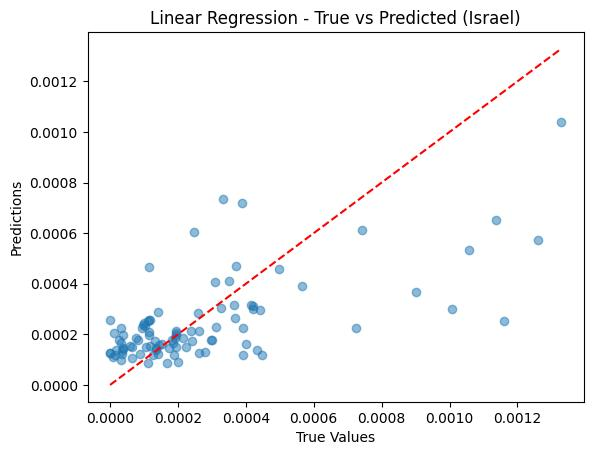 Linear Regression - True vs Predicted (Israel)
0.0012
0.0010
0.0008
0.0006
0.0004
0.0002
0.0000
Predictions
0.0000 0.0002 0.0004 0.0006 0.0008 0.0010 0.0012
True Values